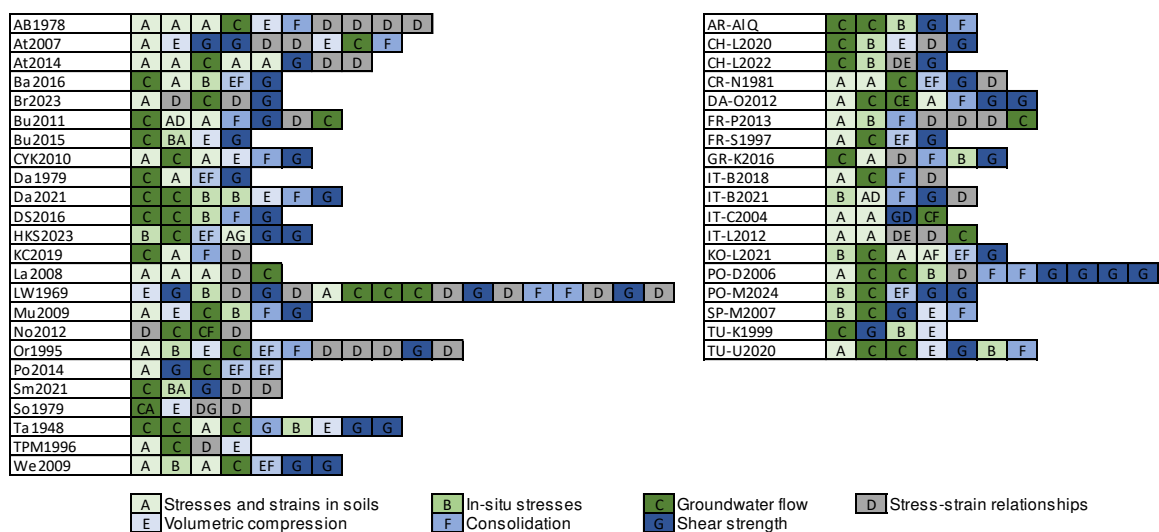 AB1978 A A A C E F D D D D
At2007 A E G G D D E C F
At2014 A A C A A G D D
Ba2016 C A B EF G
Br2023 A D C D G
Bu2011 C AD A F G D C
Bu2015 C BA E G
CYK2010 A C A E F G
Da1979 C A EF G
Da2021 C C B B E F G
DS2016 C C B F G
HKS2023 B C EF AG G G
KC2019 C A F D
La2008 A A A D C
LW1969 E G B D G D A C C C D G D F F D G D
Mu2009 A E C B F G
No2012 D C CF D
Or1995 A B E C EF F D D D G D
Po2014 A G C EF EF
Sm2021 C BA G D D
So1979 CA E DG D
Ta1948 C C A C G B E G G
TPM1996 A C D E
We2009 A B A C EF G G
AR-AlQ C C B G F
CH-L2020 C B E D G
CH-L2022 C B DE G
CR-N1981 A A C EF G D
DA-O2012 A C CE A F G G
FR-P2013 A B F D D D C
FR-S1997 A C EF G
GR-K2016 C A D F B G
IT-B2018 A C F D
IT-B2021 B AD F G D
IT-C2004 A A GD CF
IT-L2012 A A DE D C
KO-L2021 B C A AF EF G
PO-D2006 A C C B D F F G G G G
PO-M2024 B C EF G G
SP-M2007 B C G E F
TU-K1999 C G B E
TU-U2020 A C C E G B F
A Stresses and strains in soils B In-situ stresses C Groundwater flow D Stress-strain relationships
E Volumetric compression F Consolidation G Shear strength